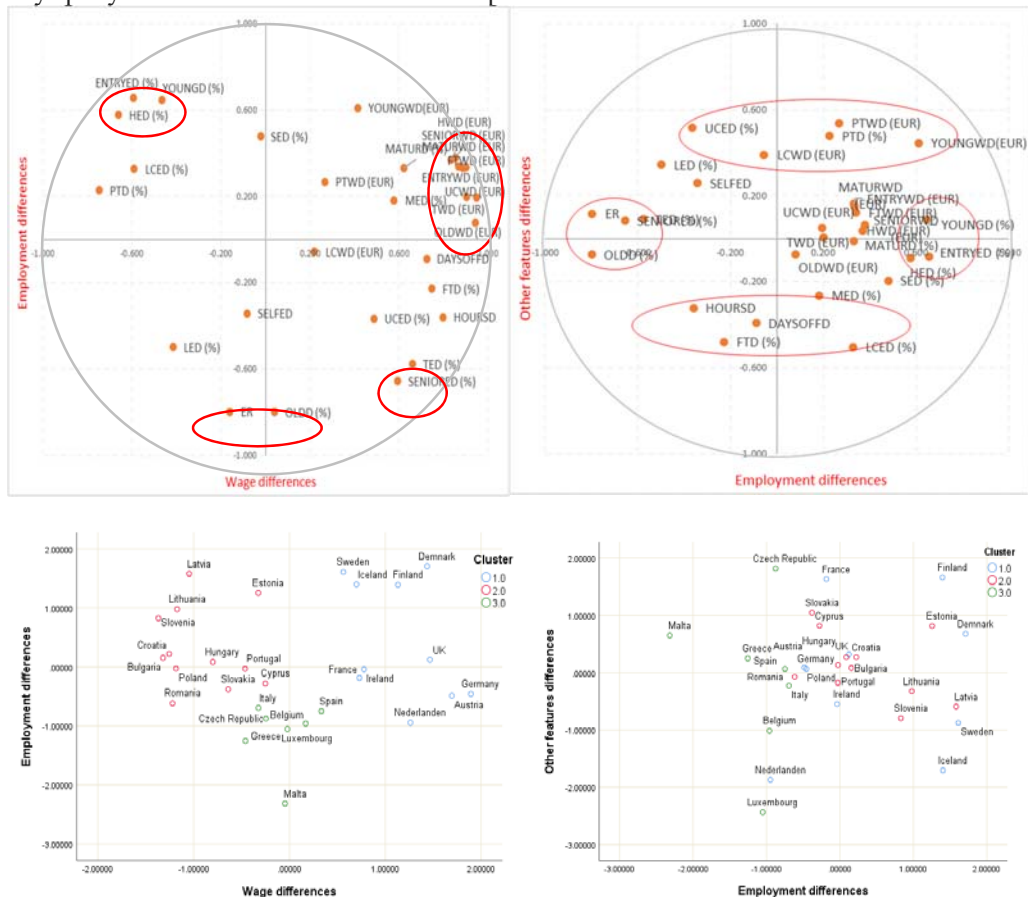 1.000
ENTRYED (%)
YOUNGD (%)
HED (%)
0.600
YOUNGWD(EUR)
HWD(EUR)
SED (%)
SENIORWD(EUR)
MATURWD(EUR)
MATURD (%)
FTWD (EUR)
LCED (%)
PTD (%)
0.200
PTWD (EUR)
ENTRYWD (EUR)
MED (%)
UCWD(EUR)
TWD (EUR)
OLDWD (EUR)
LCWD(EUR)
DAYSOFFD
-0.200
FTD (%)
SELFED
UCED (%)
HOURSD
LED (%)
TED (%)
-0.600
SENIORED(%)
ER
OLDD (%)
-1.000
Employment differences
Wage differences
1.000
0.600
UCED (%)
PTWD (EUR)
PTD (%)
YOUNGWD(EUR)
LED (%)
LCWD(EUR)
SELFED
0.200
MATURWD
(EUR)
ENTRYWD (EUR)
ER
SENIORED(%)
UCWD(EUR)
FTWD (EUR)
SENIORWD
(EUR)
YOUNGD (%)
HWD(EUR)
TWD (EUR)
MATURD (%)
OLDD (%)
OLDWD (EUR)
ENTRYED (%)
HED (%)
SED (%)
-0.200
MED (%)
HOURSD
DAYSOFFD
FTD (%)
LCED (%)
-0.600
-1.000
Other features differences
Employment differences
2.00000
1.00000
.00000
-1.00000
-2.00000
-3.00000
Latvia
Estonia
Sweden
Iceland
Finland
Demnark
Cluster
1.0
2.0
3.0
Lithuania
Slovenia
Croatia
Bulgaria
Hungary
Portugal
Poland
Slovakia
Cyprus
Romania
France
Ireland
UK
Germany
Austria
Italy
Spain
Czech Republic
Belgium
Nederlanden
Greece
Luxembourg
Malta
-2.00000
-1.00000
.00000
1.00000
2.00000
Employment differences
Wage differences
2.00000
1.00000
.00000
-1.00000
-2.00000
-3.00000
Czech Republic
France
Finland
Cluster
1.0
2.0
3.0
Slovakia
Cyprus
Estonia
Demnark
Malta
Greece
Austria
Hungary
UK
Croatia
Spain
Germany
Bulgana
Romania
Poland
Portugal
Italy
Ireland
Lithuania
Latvia
Slovenia
Sweden
Belgium
Nederlanden
Iceland
Luxembourg
-3.00000
-2.00000
-1.00000
.00000
1.00000
2.00000
Other features differences
Employment differences